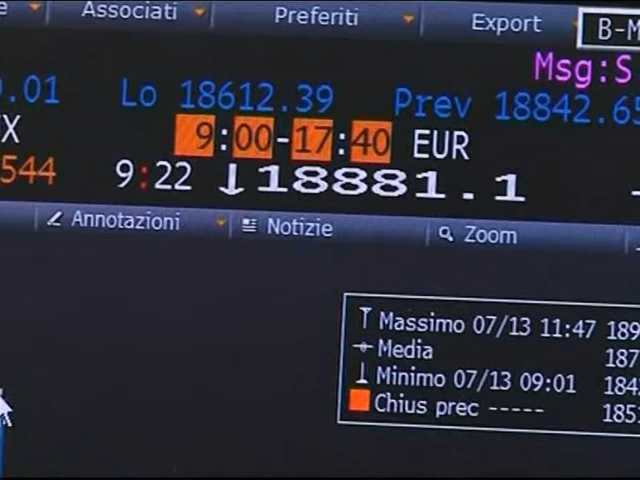 Associati Preferiti Export B-M
Msg:S
.01 Lo 18612.39 Prev 18842.65
X 9:00-17:40 EUR
544 9:22 ↓18881.1
Annotazioni Notizie Zoom
Massimo 07/13 11:47 189
Media 187
Minimo 07/13 09:01 184
Chius prec ----- 185